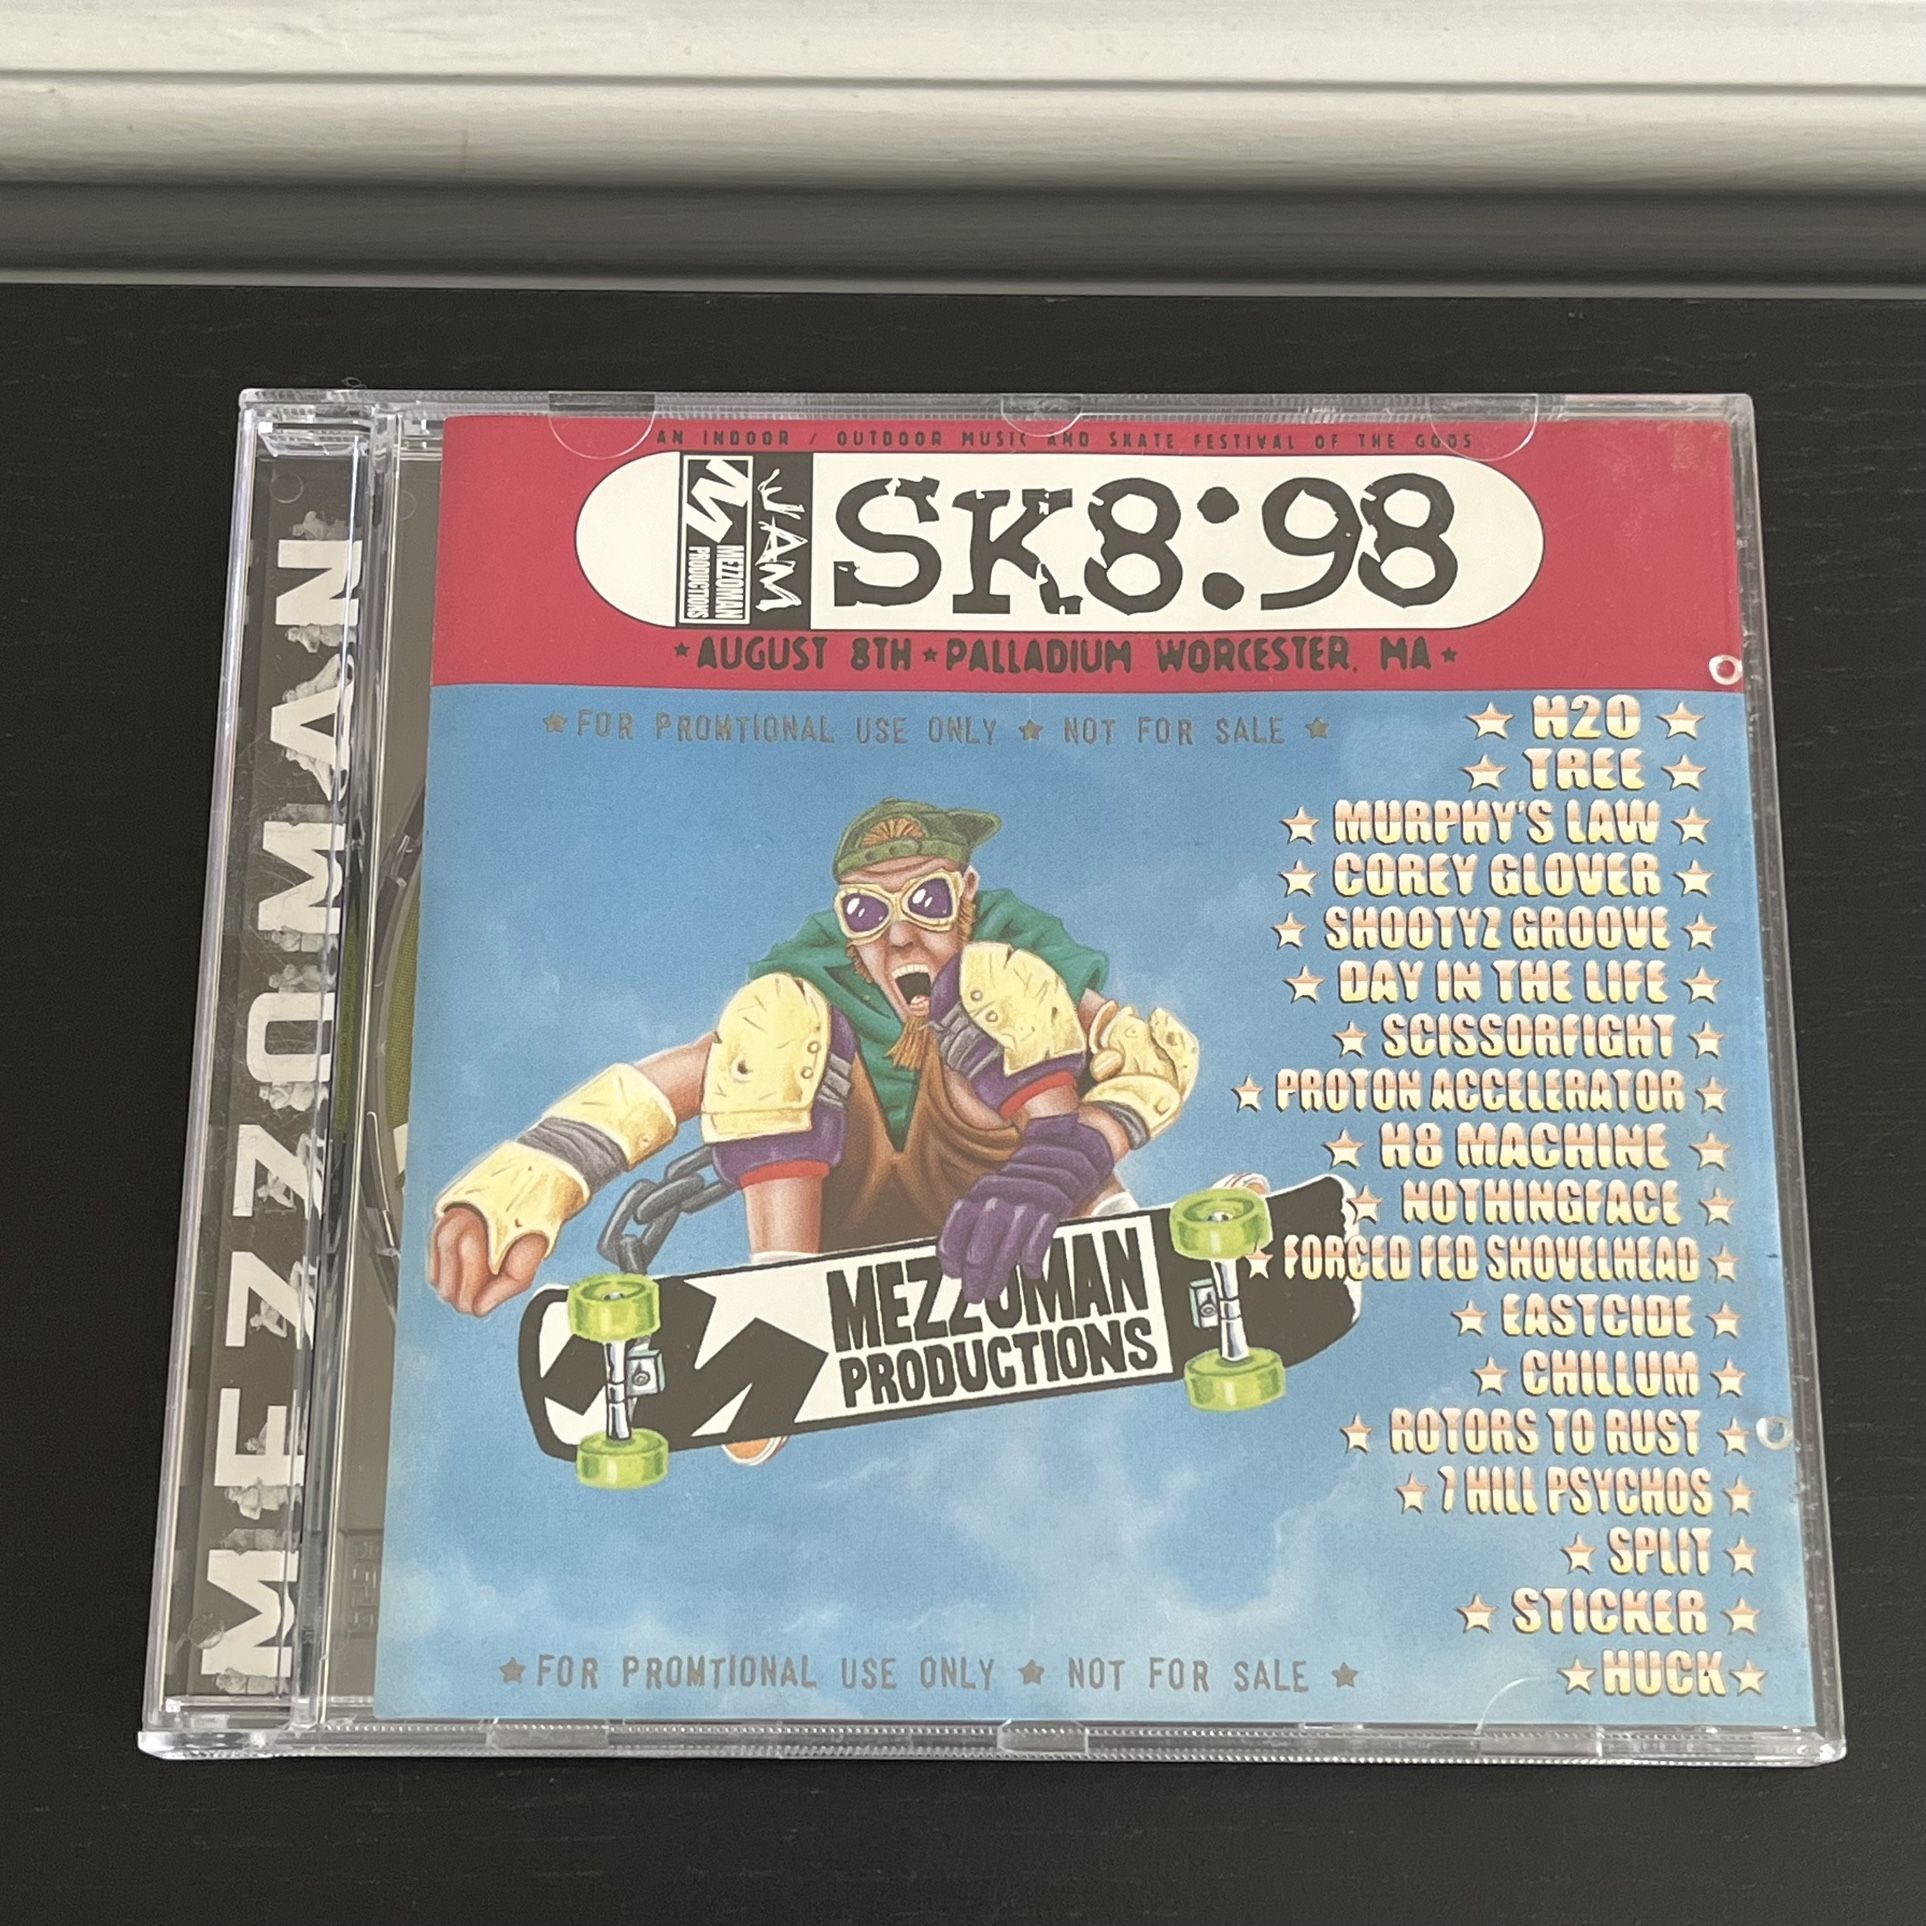 MEZZOMAN
AN INDOOR / OUTDOOR MUSIC AND SKATE FESTIVAL OF THE GODS
MEZZOMAN
PRODUCTIONS
WAM
SK8:98
★ AUGUST 8TH ★ PALLADIUM WORCESTER, MA ★
★ FOR PROMTIONAL USE ONLY ★ NOT FOR SALE ★
★ H2O ★
★ TREE ★
★ MURPHY'S LAW ★
★ COREY GLOVER ★
★ SHOOTYZ GROOVE ★
★ DAY IN THE LIFE ★
★ SCISSORFIGHT ★
★ PROTON ACCELERATOR ★
★ H8 MACHINE ★
★ NOTHINGFACE ★
★ FORCED FED SHOVELHEAD ★
★ EASTCIDE ★
★ CHILLUM ★
★ ROTORS TO RUST ★
★ 7 HILL PSYCHOS ★
★ SPLIT ★
★ STICKER ★
★ HUCK ★
MEZZOMAN
PRODUCTIONS
★ FOR PROMTIONAL USE ONLY ★ NOT FOR SALE ★